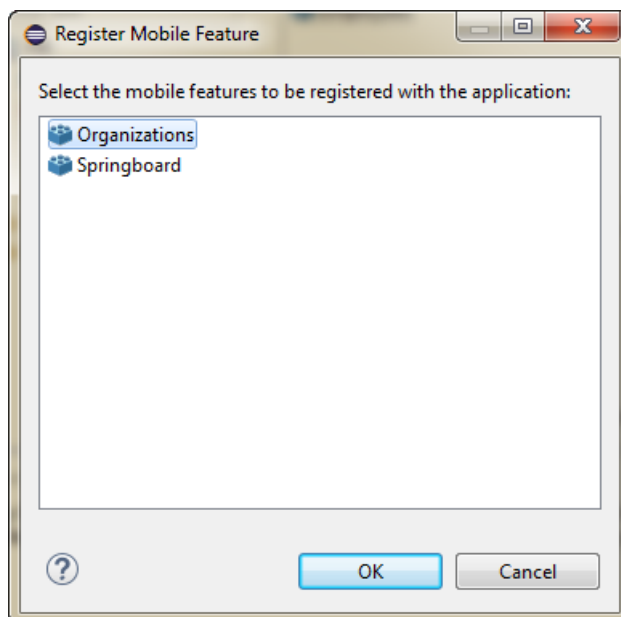 Register Mobile Feature
Select the mobile features to be registered with the application:
Organizations
Springboard
OK
Cancel